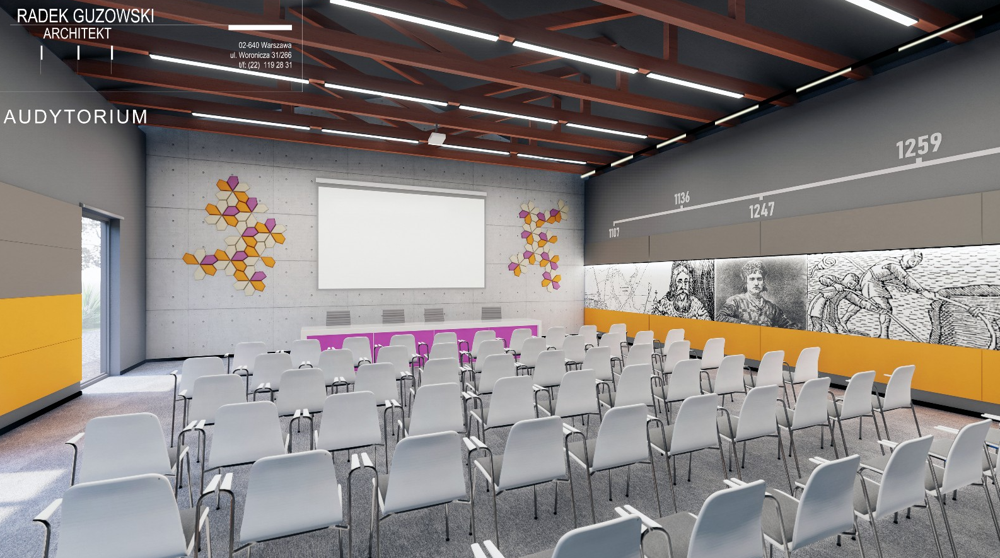 RADEK GUZOWSKI
ARCHITEKT
02-640 Warszawa
ul. Woronicza 31/266
t/f: (22) 119 28 31
AUDYTORIUM
1259
1136
1247
1107